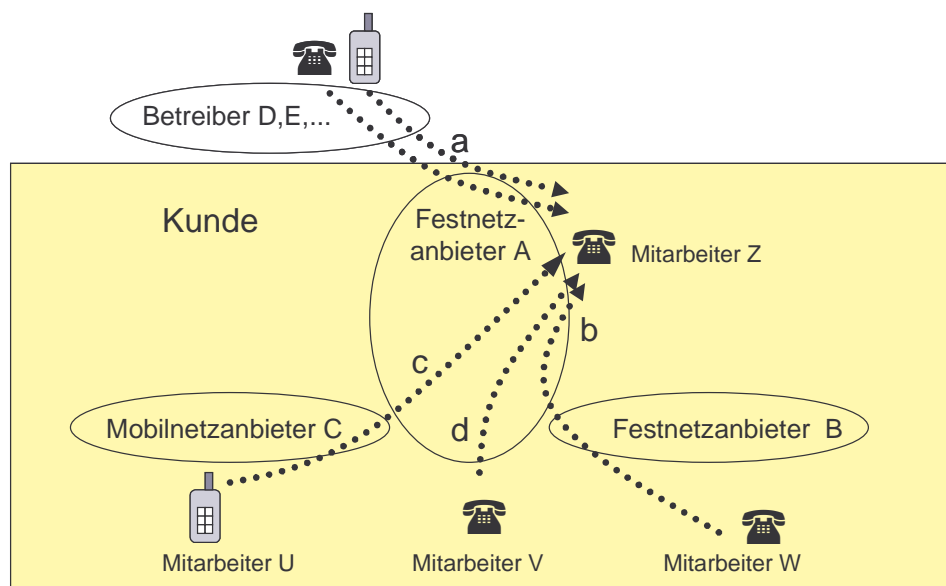 Betreiber D,E,...
a
Kunde
Festnetz-
anbieter A
Mitarbeiter Z
b
c
d
Mobilnetzanbieter C
Festnetzanbieter B
Mitarbeiter U
Mitarbeiter V
Mitarbeiter W